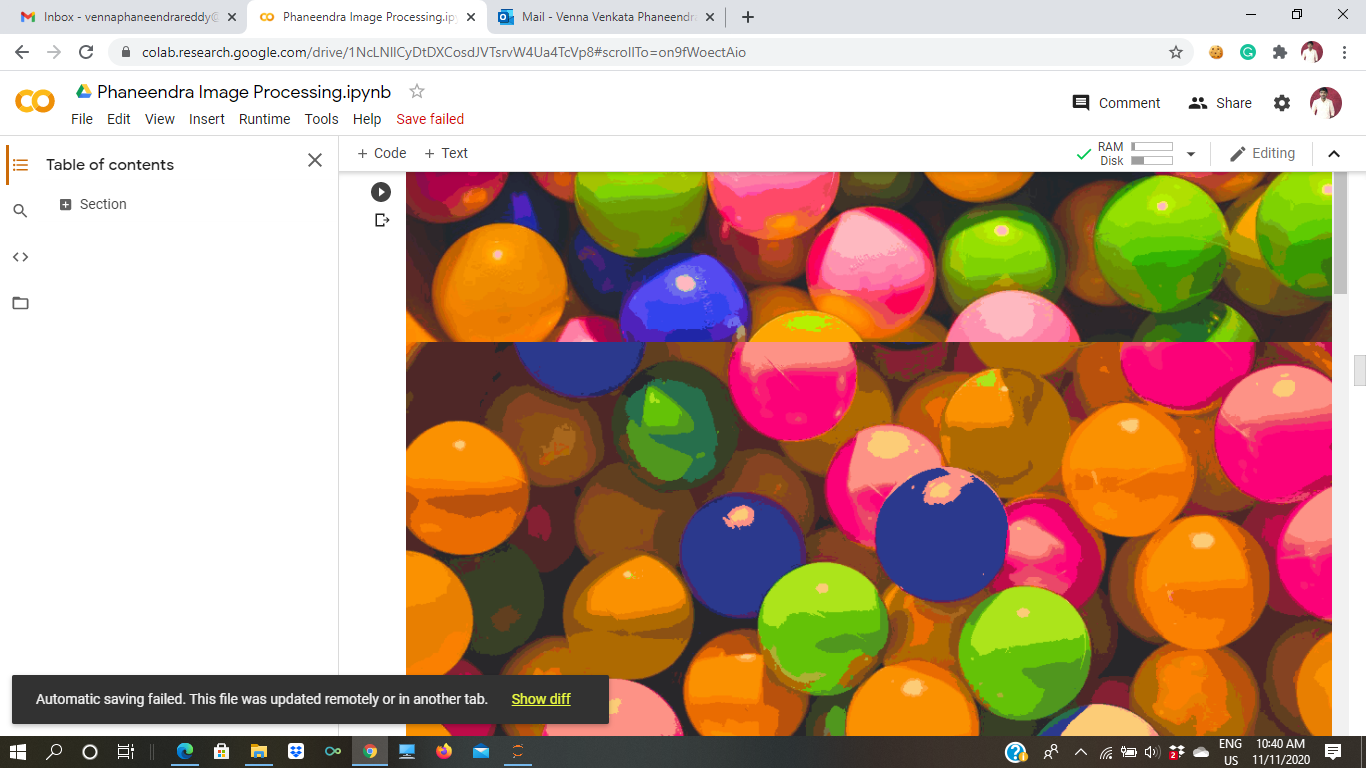 Inbox - vennaphaneendrareddy@
Phaneendra Image Processing.ip
Mail - Venna Venkata Phaneendr
colab.research.google.com/drive/1NcLNIlCyDtDXCosdJVTsrvW4Ua4TcVp8#scrollTo=on9fWoectAio
Phaneendra Image Processing.ipynb
File Edit View Insert Runtime Tools Help Save failed
Comment Share
Table of contents
+ Code + Text
RAM
Disk
Editing
Section
Automatic saving failed. This file was updated remotely or in another tab. Show diff
ENG
US
10:40 AM
11/11/2020